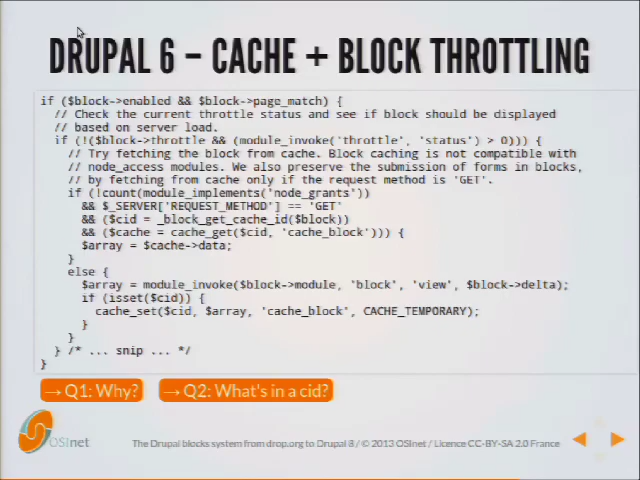 DRUPAL 6 – CACHE + BLOCK THROTTLING
if ($block->enabled && $block->page_match) {
// Check the current throttle status and see if block should be displayed
// based on server load.
if (!($block->throttle && (module_invoke('throttle', 'status') > 0))) {
// Try fetching the block from cache. Block caching is not compatible with
// node_access modules. We also preserve the submission of forms in blocks,
// by fetching from cache only if the request method is 'GET'.
if (!count(module_implements('node_grants'))
&& $_SERVER['REQUEST_METHOD'] == 'GET'
&& ($cid = _block_get_cache_id($block))
&& ($cache = cache_get($cid, 'cache_block'))) {
$array = $cache->data;
}
else {
$array = module_invoke($block->module, 'block', 'view', $block->delta);
if (isset($cid)) {
cache_set($cid, $array, 'cache_block', CACHE_TEMPORARY);
}
}
} /* ... snip ... */
}
→ Q1: Why? → Q2: What's in a cid?
OSInet The Drupal blocks system from drop.org to Drupal 8 / © 2013 OSInet / Licence CC-BY-SA 2.0 France